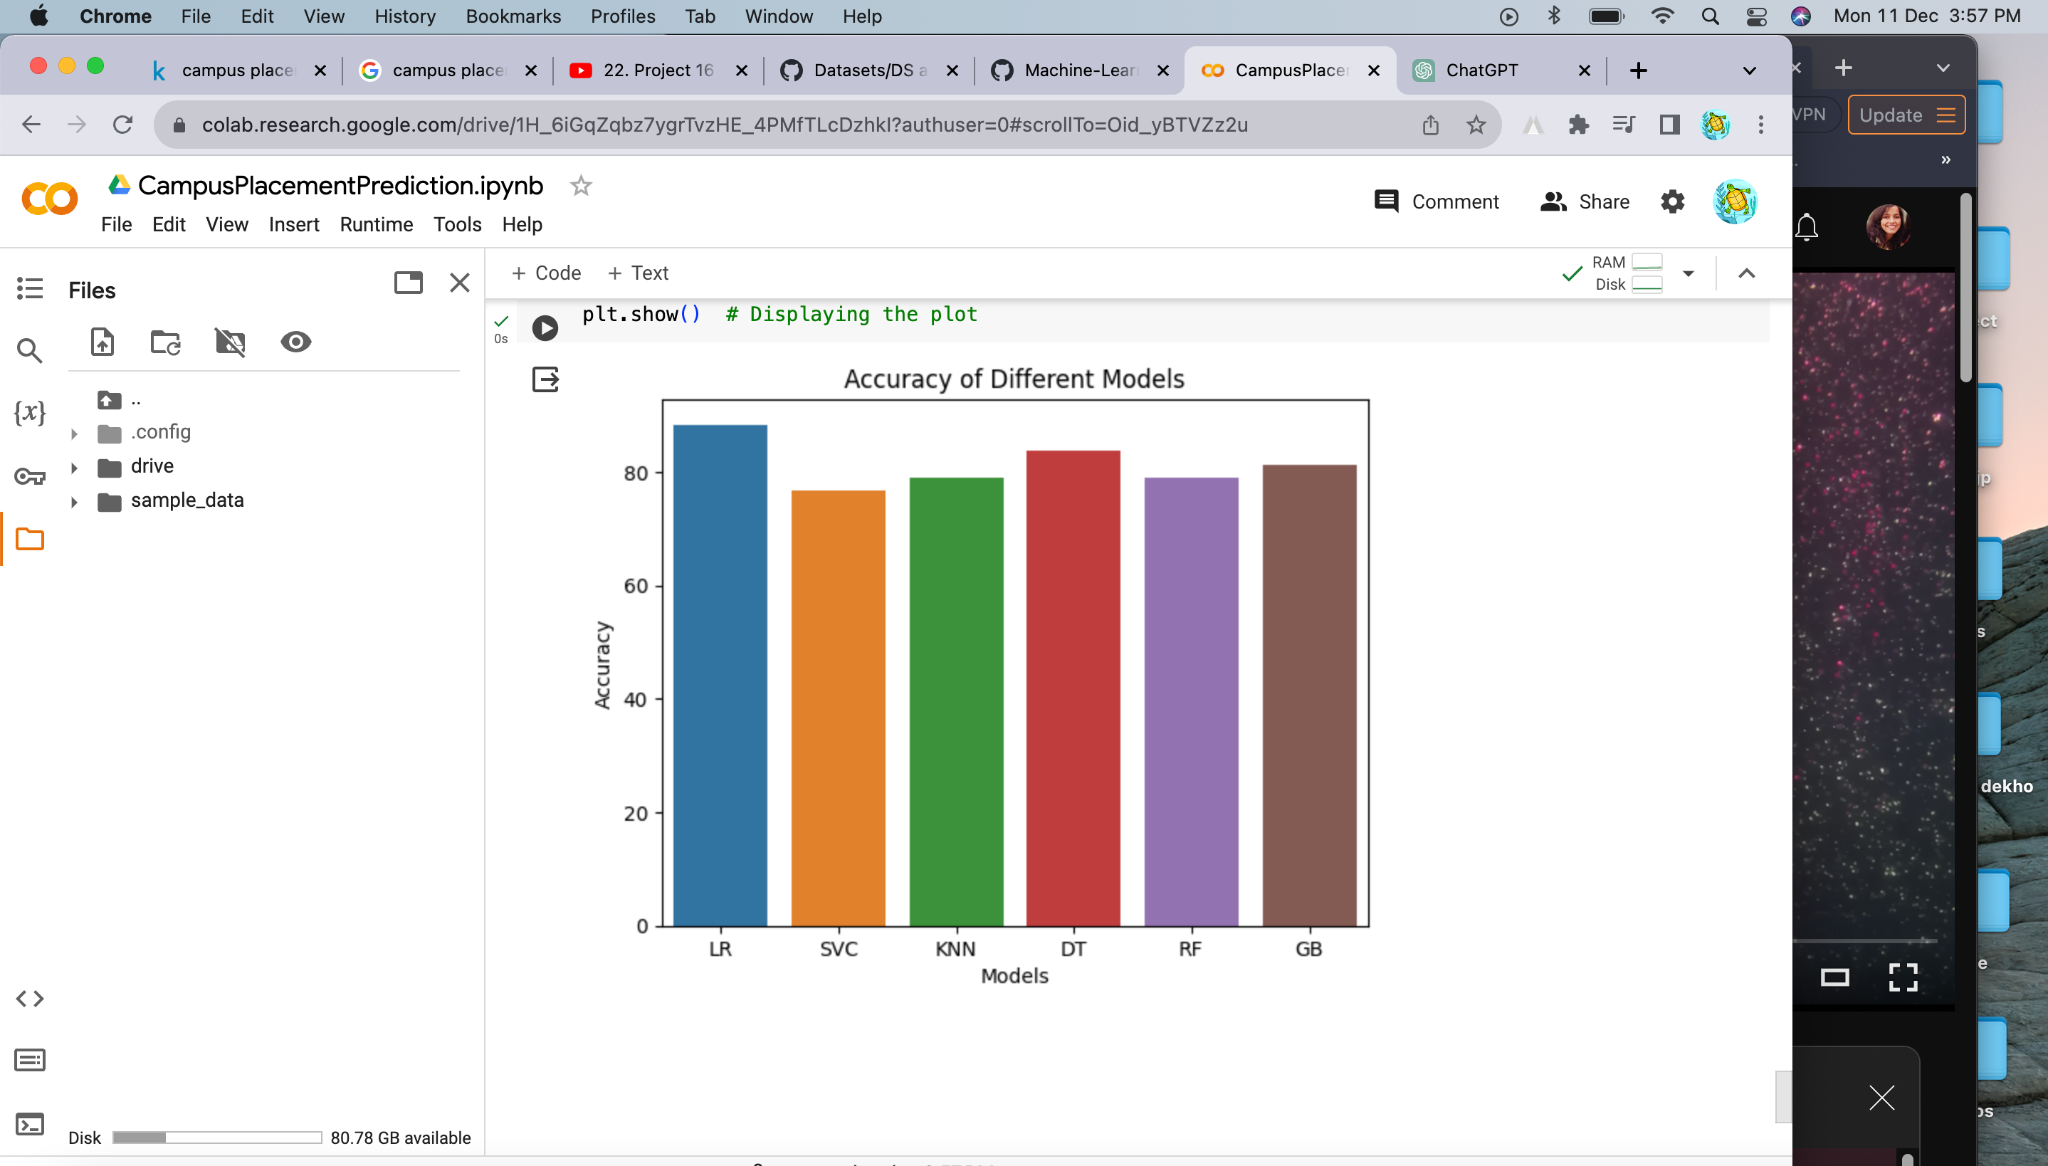 Chrome File Edit View History Bookmarks Profiles Tab Window Help Mon 11 Dec 3:57 PM
campus place campus place 22. Project 16 Datasets/DS a Machine-Lear CampusPlace ChatGPT
colab.research.google.com/drive/1H_6iGqZqbz7ygrTvzHE_4PMfTLcDzhkI?authuser=0#scrollTo=Oid_yBTVZz2u
VPN Update
CampusPlacementPrediction.ipynb
Comment Share
File Edit View Insert Runtime Tools Help
Files
+ Code + Text
RAM
Disk
plt.show() # Displaying the plot
0s
{x}
..
.config
drive
sample_data
Accuracy of Different Models
80
60
40
20
0
Accuracy
LR SVC KNN DT RF GB
Models
dekho
Disk 80.78 GB available